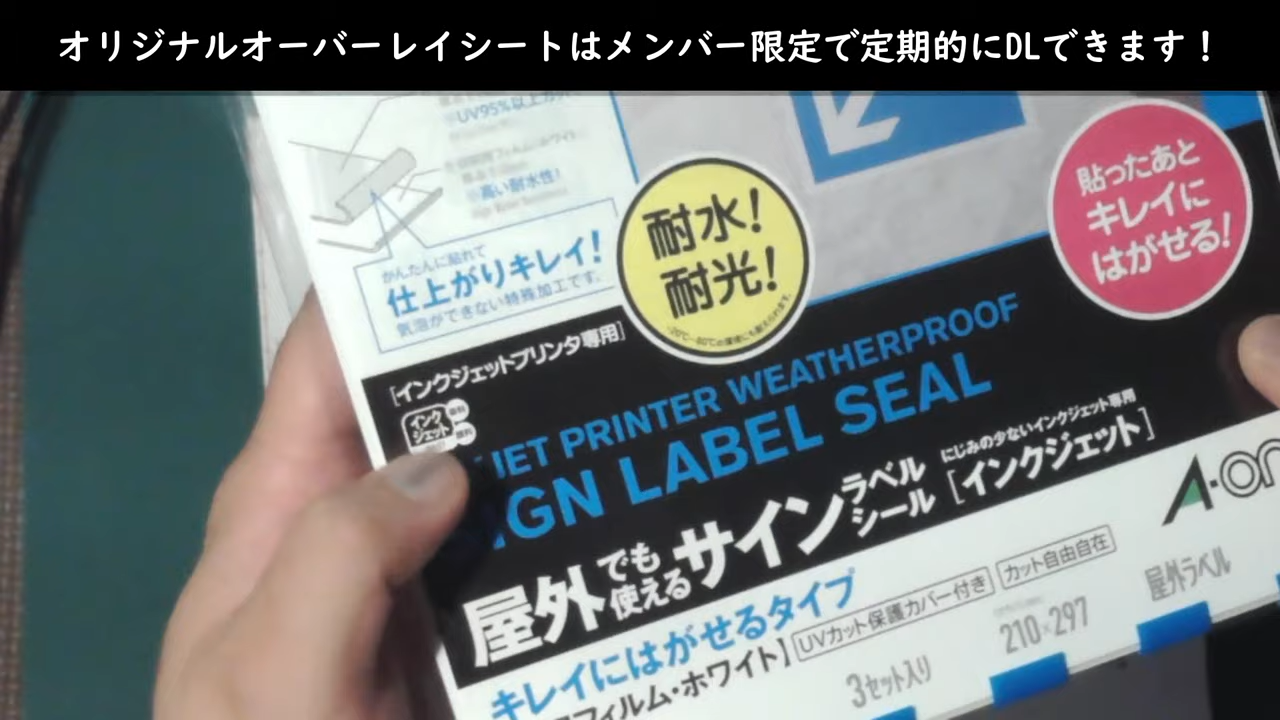 オリジナルオーバーレイシートはメンバー限定で定期的にDLできます！
UV95%以上カ
高い耐水性!
かんたんに貼れて
仕上がりキレイ!
気泡ができない特殊加工です。
耐水!
耐光!
貼ったあと
キレイに
はがせる!
[インクジェットプリンタ専用]
インク
ジェット
JET PRINTER WEATHERPROOF
IGN LABEL SEAL
屋外でも使えるサインラベルシール
にじみの少ないインクジェット専用
[インクジェット]
A-on
キレイにはがせるタイプ
フィルム・ホワイト]
UVカット保護カバー付き
カット自由自在
3セット入り
210×297
屋外ラベル